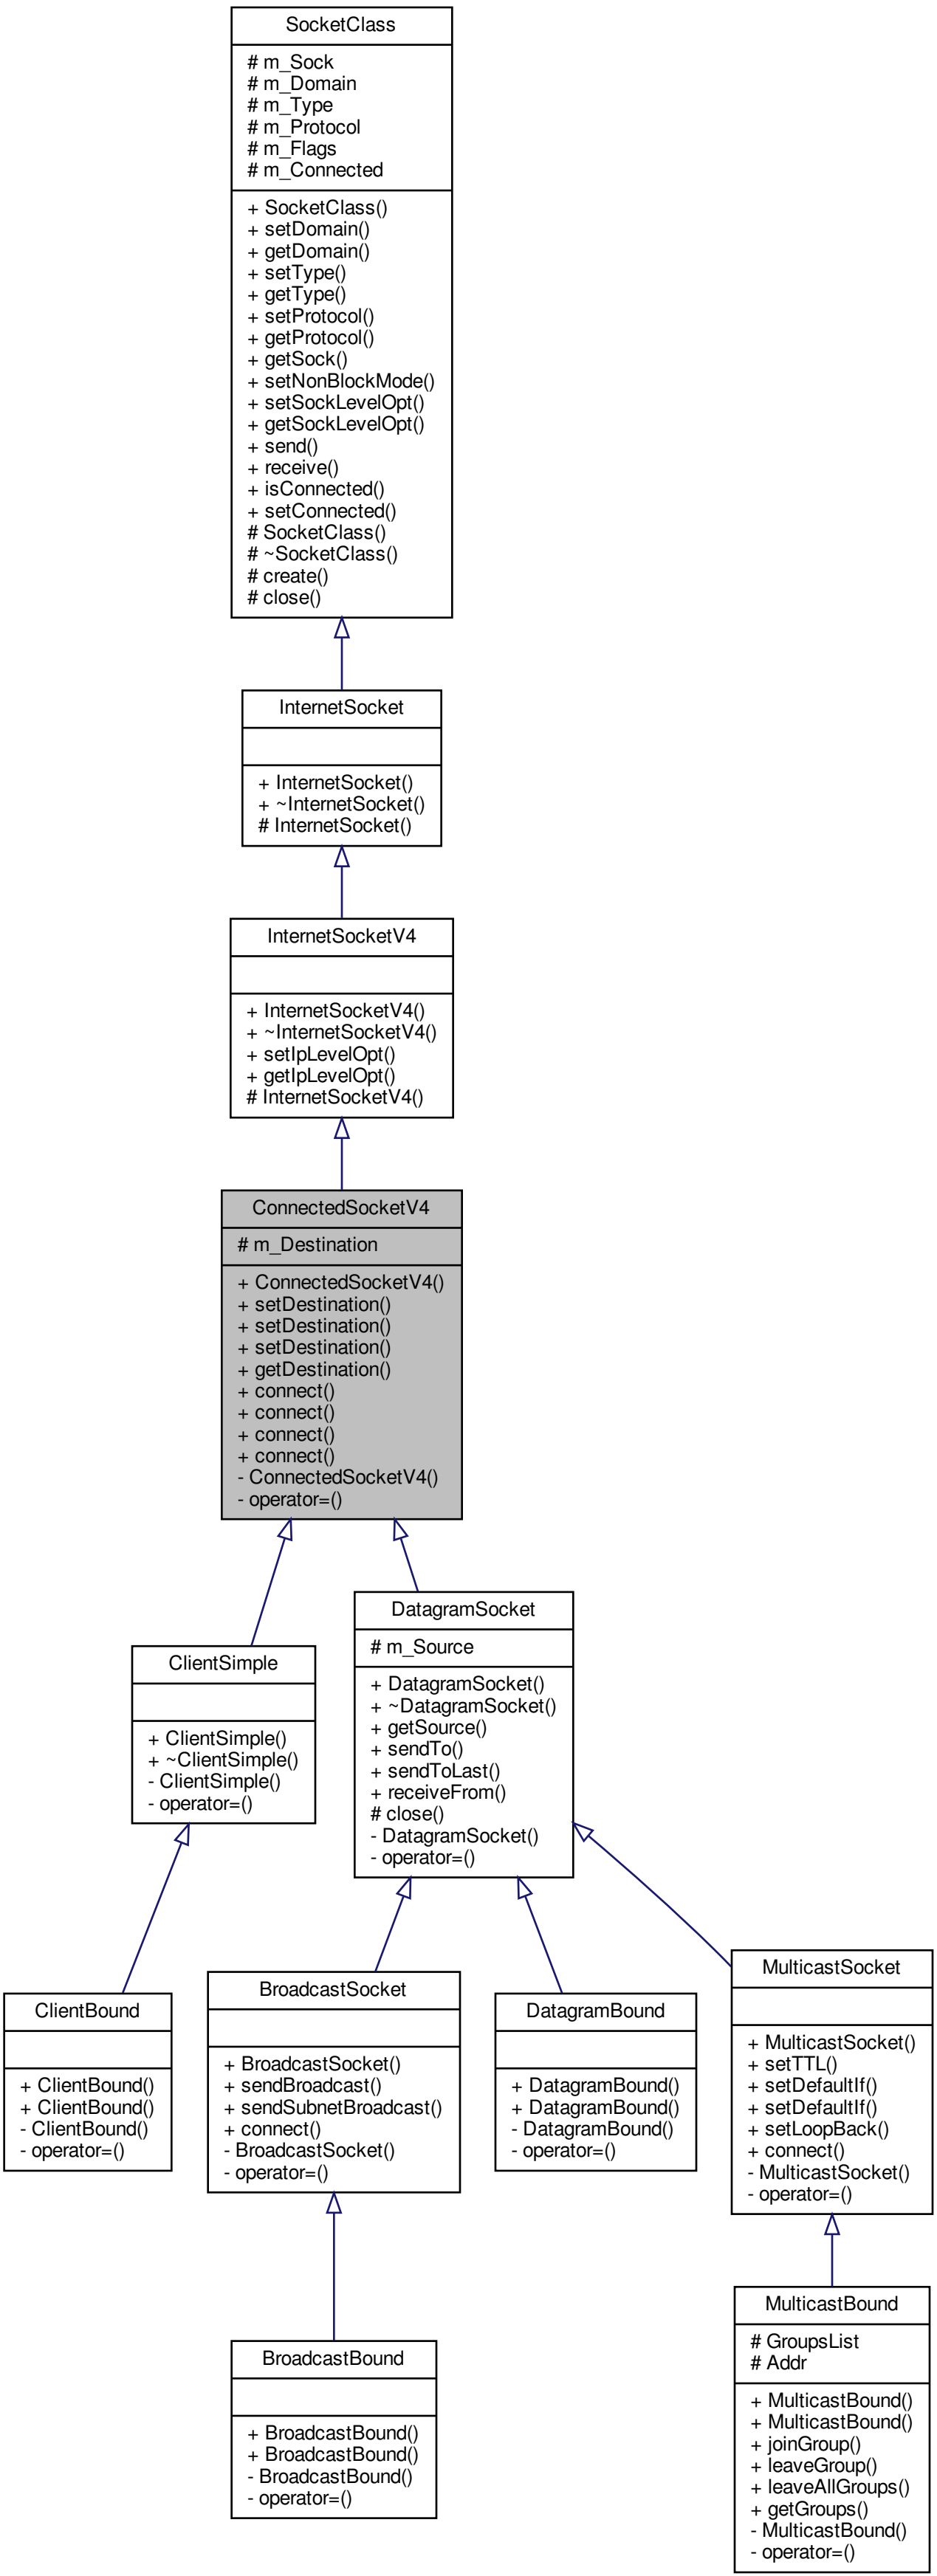 SocketClass
# m_Sock
# m_Domain
# m_Type
# m_Protocol
# m_Flags
# m_Connected
+ SocketClass()
+ setDomain()
+ getDomain()
+ setType()
+ getType()
+ setProtocol()
+ getProtocol()
+ getSock()
+ setNonBlockMode()
+ setSockLevelOpt()
+ getSockLevelOpt()
+ send()
+ receive()
+ isConnected()
+ setConnected()
# SocketClass()
# ~SocketClass()
# create()
# close()
InternetSocket
+ InternetSocket()
+ ~InternetSocket()
# InternetSocket()
InternetSocketV4
+ InternetSocketV4()
+ ~InternetSocketV4()
+ setIpLevelOpt()
+ getIpLevelOpt()
# InternetSocketV4()
ConnectedSocketV4
# m_Destination
+ ConnectedSocketV4()
+ setDestination()
+ setDestination()
+ setDestination()
+ getDestination()
+ connect()
+ connect()
+ connect()
+ connect()
- ConnectedSocketV4()
- operator=()
ClientSimple
+ ClientSimple()
+ ~ClientSimple()
- ClientSimple()
- operator=()
DatagramSocket
# m_Source
+ DatagramSocket()
+ ~DatagramSocket()
+ getSource()
+ sendTo()
+ sendToLast()
+ receiveFrom()
# close()
- DatagramSocket()
- operator=()
ClientBound
+ ClientBound()
+ ClientBound()
- ClientBound()
- operator=()
BroadcastSocket
+ BroadcastSocket()
+ sendBroadcast()
+ sendSubnetBroadcast()
+ connect()
- BroadcastSocket()
- operator=()
DatagramBound
+ DatagramBound()
+ DatagramBound()
- DatagramBound()
- operator=()
MulticastSocket
+ MulticastSocket()
+ setTTL()
+ setDefaultIf()
+ setDefaultIf()
+ setLoopBack()
+ connect()
- MulticastSocket()
- operator=()
BroadcastBound
+ BroadcastBound()
+ BroadcastBound()
- BroadcastBound()
- operator=()
MulticastBound
# GroupsList
# Addr
+ MulticastBound()
+ MulticastBound()
+ joinGroup()
+ leaveGroup()
+ leaveAllGroups()
+ getGroups()
- MulticastBound()
- operator=()